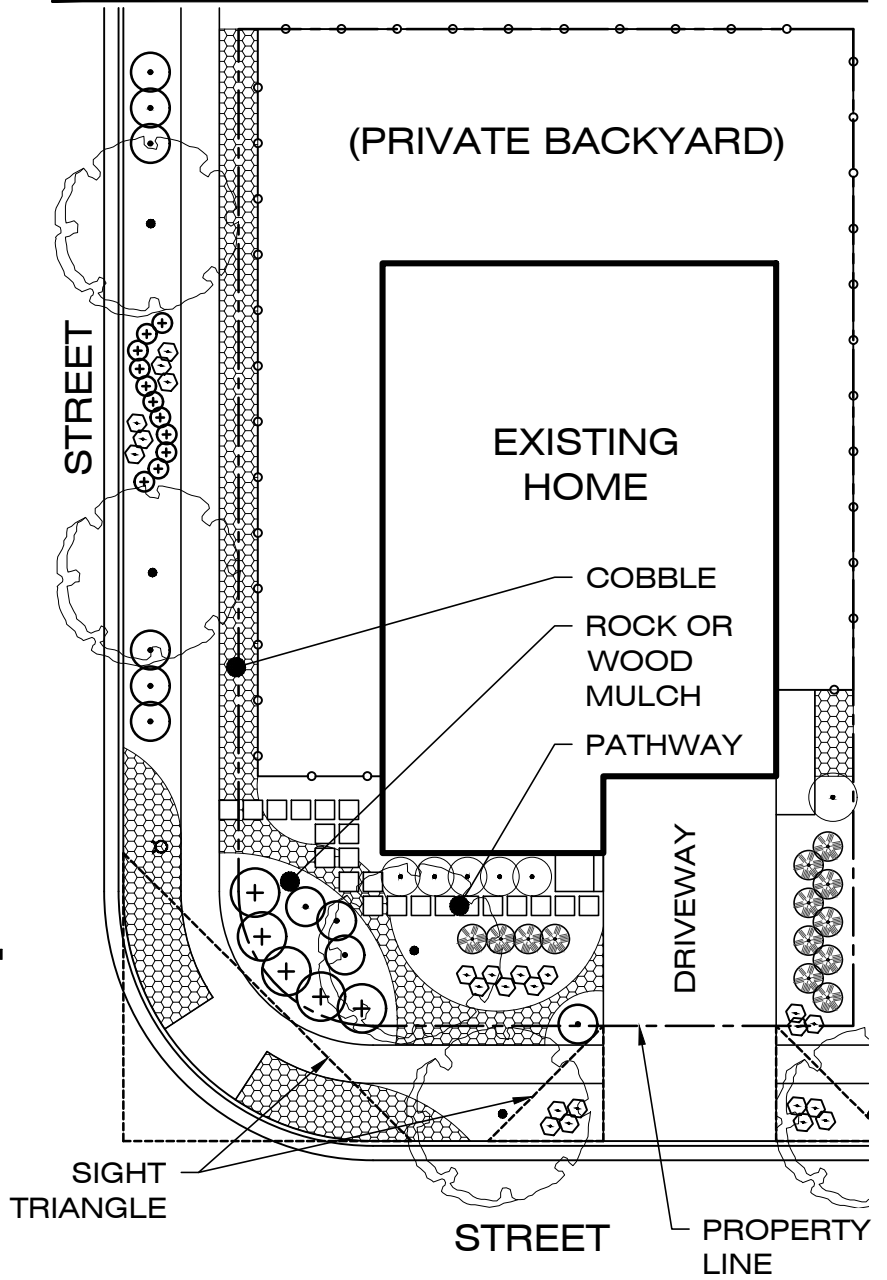 (PRIVATE BACKYARD)
STREET
EXISTING
HOME
COBBLE
ROCK OR
WOOD
MULCH
PATHWAY
DRIVEWAY
SIGHT
TRIANGLE
STREET
PROPERTY
LINE